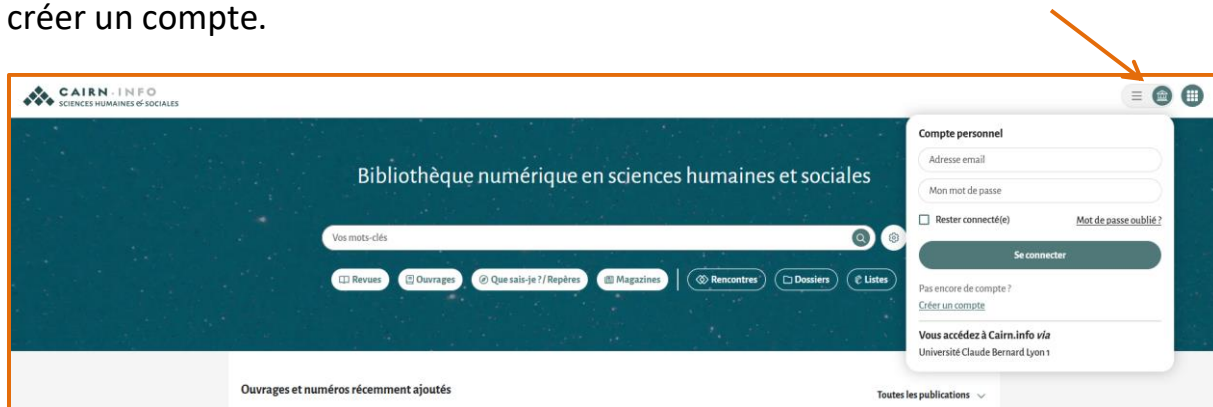 créer un compte.
CAIRN.INFO
SCIENCES HUMAINES & SOCIALES
Compte personnel
Adresse email
Mon mot de passe
Rester connecté(e) Mot de passe oublié ?
Se connecter
Pas encore de compte ?
Créer un compte
Vous accédez à Cairn.info via
Université Claude Bernard Lyon 1
Bibliothèque numérique en sciences humaines et sociales
Vos mots-clés
Revues Ouvrages Que sais-je ? / Repères Magazines Rencontres Dossiers Listes
Ouvrages et numéros récemment ajoutés Toutes les publications